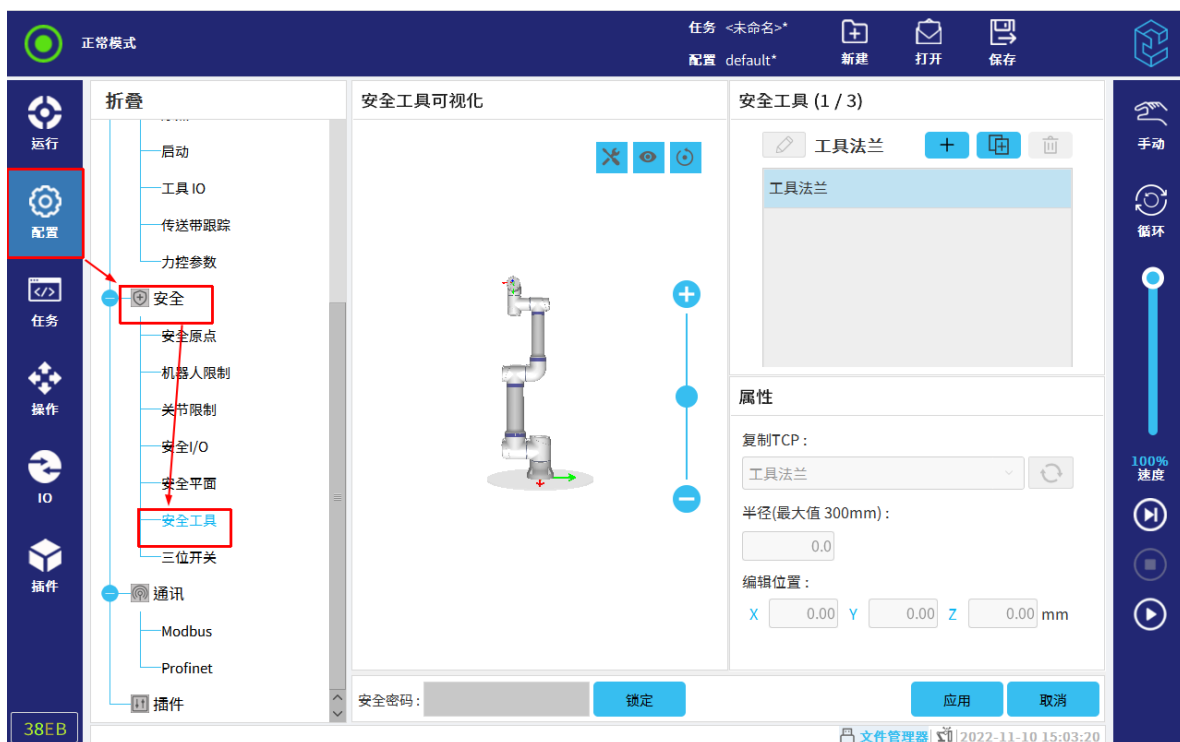 正常模式
任务 <未命名>*
配置 default*
新建
打开
保存
运行
配置
任务
操作
IO
插件
38EB
折叠
启动
工具 IO
传送带跟踪
力控参数
安全
安全原点
机器人限制
关节限制
安全I/O
安全平面
安全工具
三位开关
通讯
Modbus
Profinet
插件
安全工具可视化
安全密码 :
锁定
安全工具 (1 / 3)
工具法兰
工具法兰
属性
复制TCP :
工具法兰
半径(最大值 300mm) :
0.0
编辑位置 :
X 0.00 Y 0.00 Z 0.00 mm
应用
取消
文件管理器
2022-11-10 15:03:20
手动
循环
100%
速度